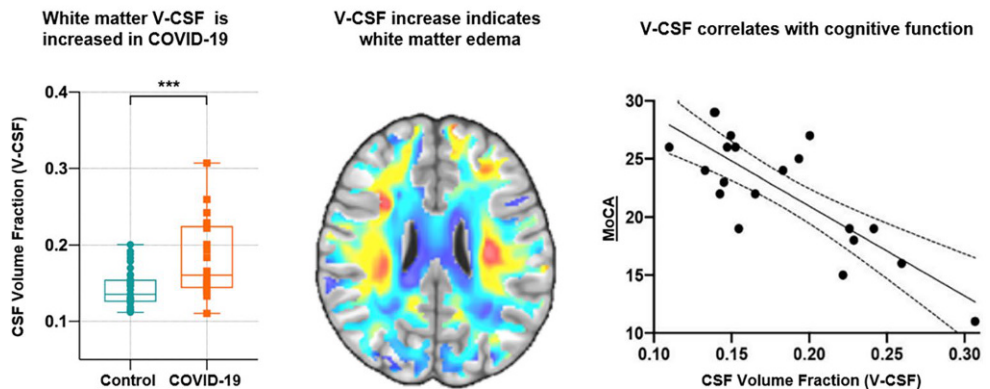 White matter V-CSF is
increased in COVID-19
***
CSF Volume Fraction (V-CSF)
0.4
0.3
0.2
0.1
Control
COVID-19
V-CSF increase indicates
white matter edema
V-CSF correlates with cognitive function
MoCA
30
25
20
15
10
0.10
0.15
0.20
0.25
0.30
CSF Volume Fraction (V-CSF)